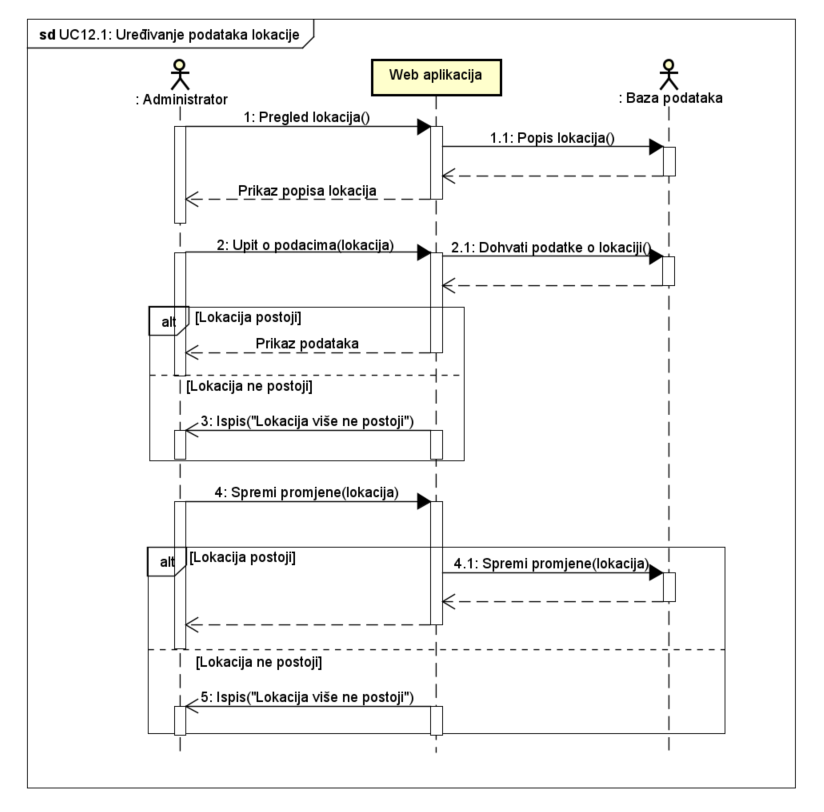 sd UC12.1: Uređivanje podataka lokacije
: Administrator
Web aplikacija
: Baza podataka
1: Pregled lokacija()
1.1: Popis lokacija()
Prikaz popisa lokacija
2: Upit o podacima(lokacija)
2.1: Dohvati podatke o lokaciji()
alt
[Lokacija postoji]
Prikaz podataka
[Lokacija ne postoji]
3: Ispis("Lokacija više ne postoji")
4: Spremi promjene(lokacija)
alt
[Lokacija postoji]
4.1: Spremi promjene(lokacija)
[Lokacija ne postoji]
5: Ispis("Lokacija više ne postoji")